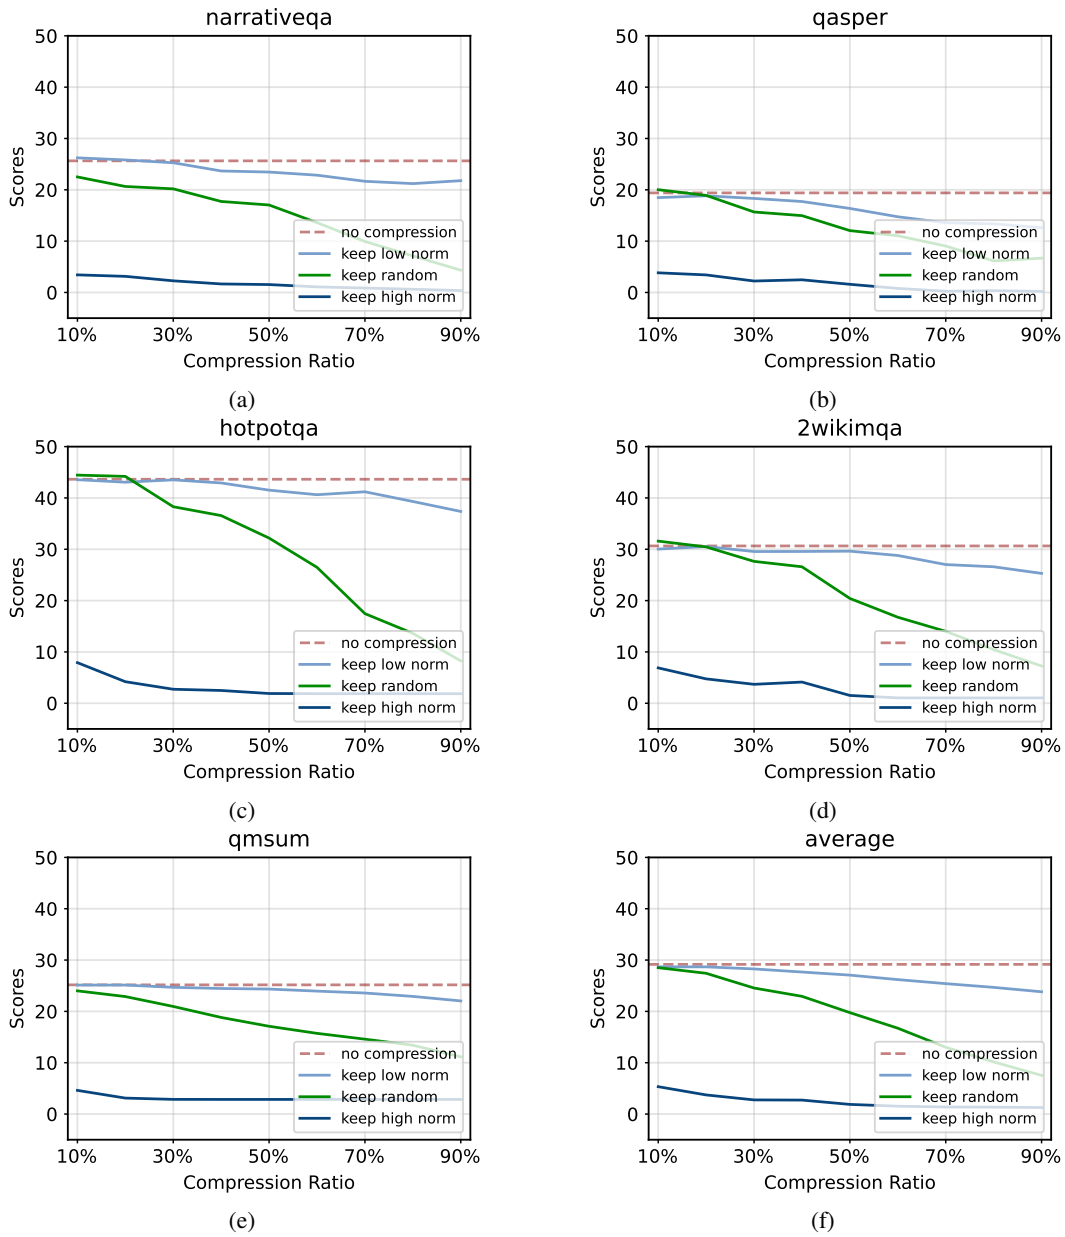 narrativeqa
50
40
30
20
10
0
Scores
10% 30% 50% 70% 90%
Compression Ratio
no compression
keep low norm
keep random
keep high norm
(a)
qasper
50
40
30
20
10
0
Scores
10% 30% 50% 70% 90%
Compression Ratio
no compression
keep low norm
keep random
keep high norm
(b)
hotpotqa
50
40
30
20
10
0
Scores
10% 30% 50% 70% 90%
Compression Ratio
no compression
keep low norm
keep random
keep high norm
(c)
2wikimqa
50
40
30
20
10
0
Scores
10% 30% 50% 70% 90%
Compression Ratio
no compression
keep low norm
keep random
keep high norm
(d)
qmsum
50
40
30
20
10
0
Scores
10% 30% 50% 70% 90%
Compression Ratio
no compression
keep low norm
keep random
keep high norm
(e)
average
50
40
30
20
10
0
Scores
10% 30% 50% 70% 90%
Compression Ratio
no compression
keep low norm
keep random
keep high norm
(f)